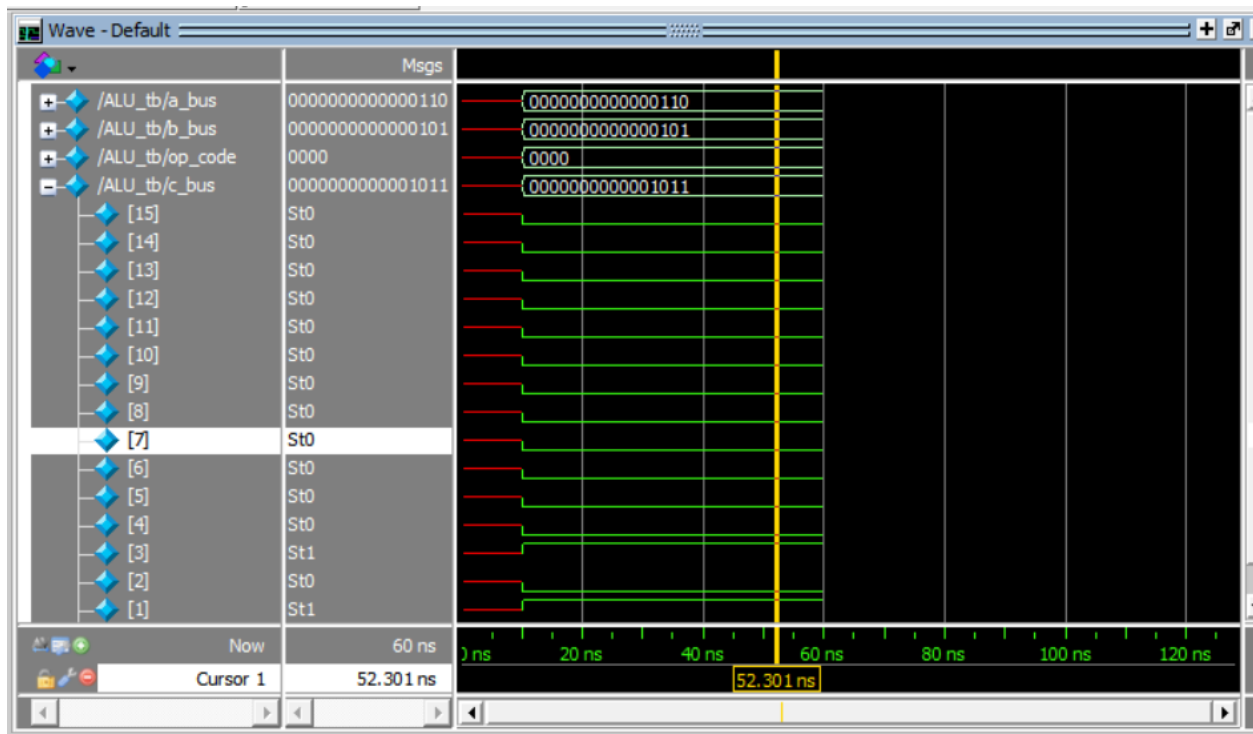 Wave - Default
Msgs
/ALU_tb/a_bus 0000000000000110 0000000000000110
/ALU_tb/b_bus 0000000000000101 0000000000000101
/ALU_tb/op_code 0000 0000
/ALU_tb/c_bus 0000000000001011 0000000000001011
[15] St0
[14] St0
[13] St0
[12] St0
[11] St0
[10] St0
[9] St0
[8] St0
[7] St0
[6] St0
[5] St0
[4] St0
[3] St1
[2] St0
[1] St1
Now 60 ns ns 20 ns 40 ns 60 ns 80 ns 100 ns 120 ns
Cursor 1 52.301 ns 52.301 ns